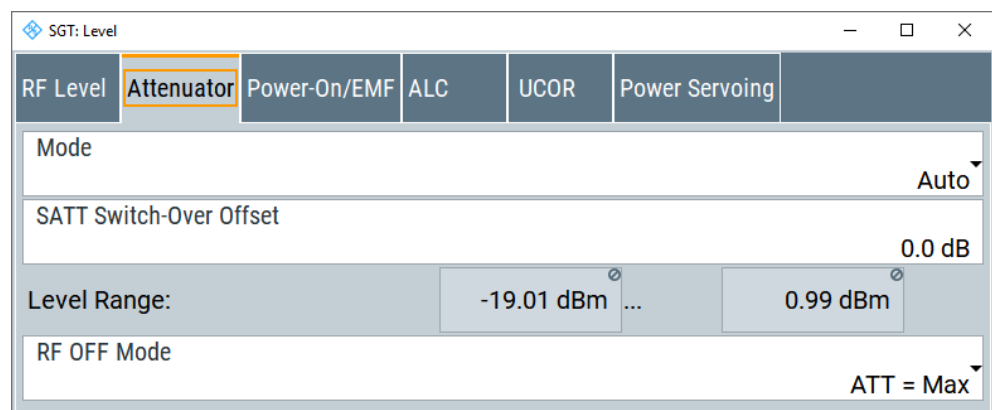 SGT: Level
RF Level Attenuator Power-On/EMF ALC UCOR Power Servoing
Mode
Auto
SATT Switch-Over Offset
0.0 dB
Level Range: -19.01 dBm ... 0.99 dBm
RF OFF Mode
ATT = Max